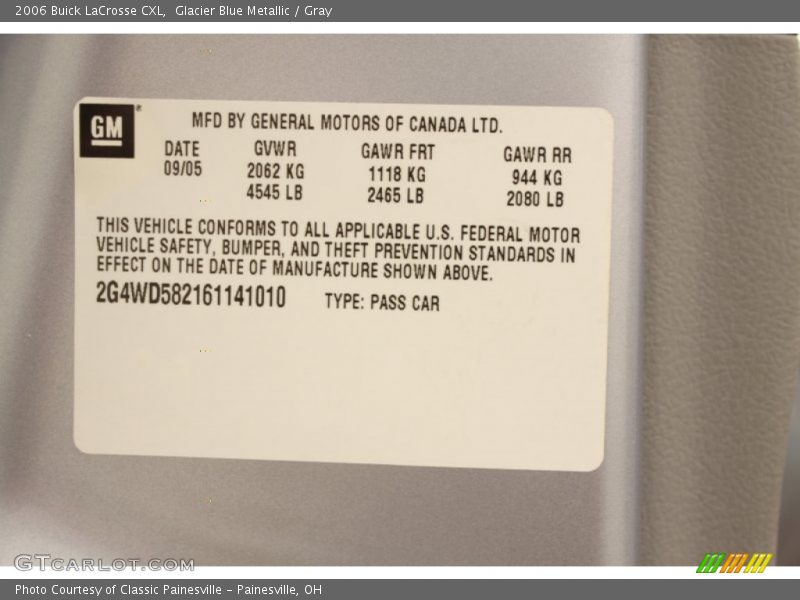 2006 Buick LaCrosse CXL,  Glacier Blue Metallic / Gray
GM
MFD BY GENERAL MOTORS OF CANADA LTD.
DATE GVWR GAWR FRT GAWR RR
09/05 2062 KG 1118 KG 944 KG
4545 LB 2465 LB 2080 LB
THIS VEHICLE CONFORMS TO ALL APPLICABLE U.S. FEDERAL MOTOR
VEHICLE SAFETY, BUMPER, AND THEFT PREVENTION STANDARDS IN
EFFECT ON THE DATE OF MANUFACTURE SHOWN ABOVE.
2G4WD582161141010 TYPE: PASS CAR
GTCARLOT.COM
Photo Courtesy of Classic Painesville - Painesville, OH